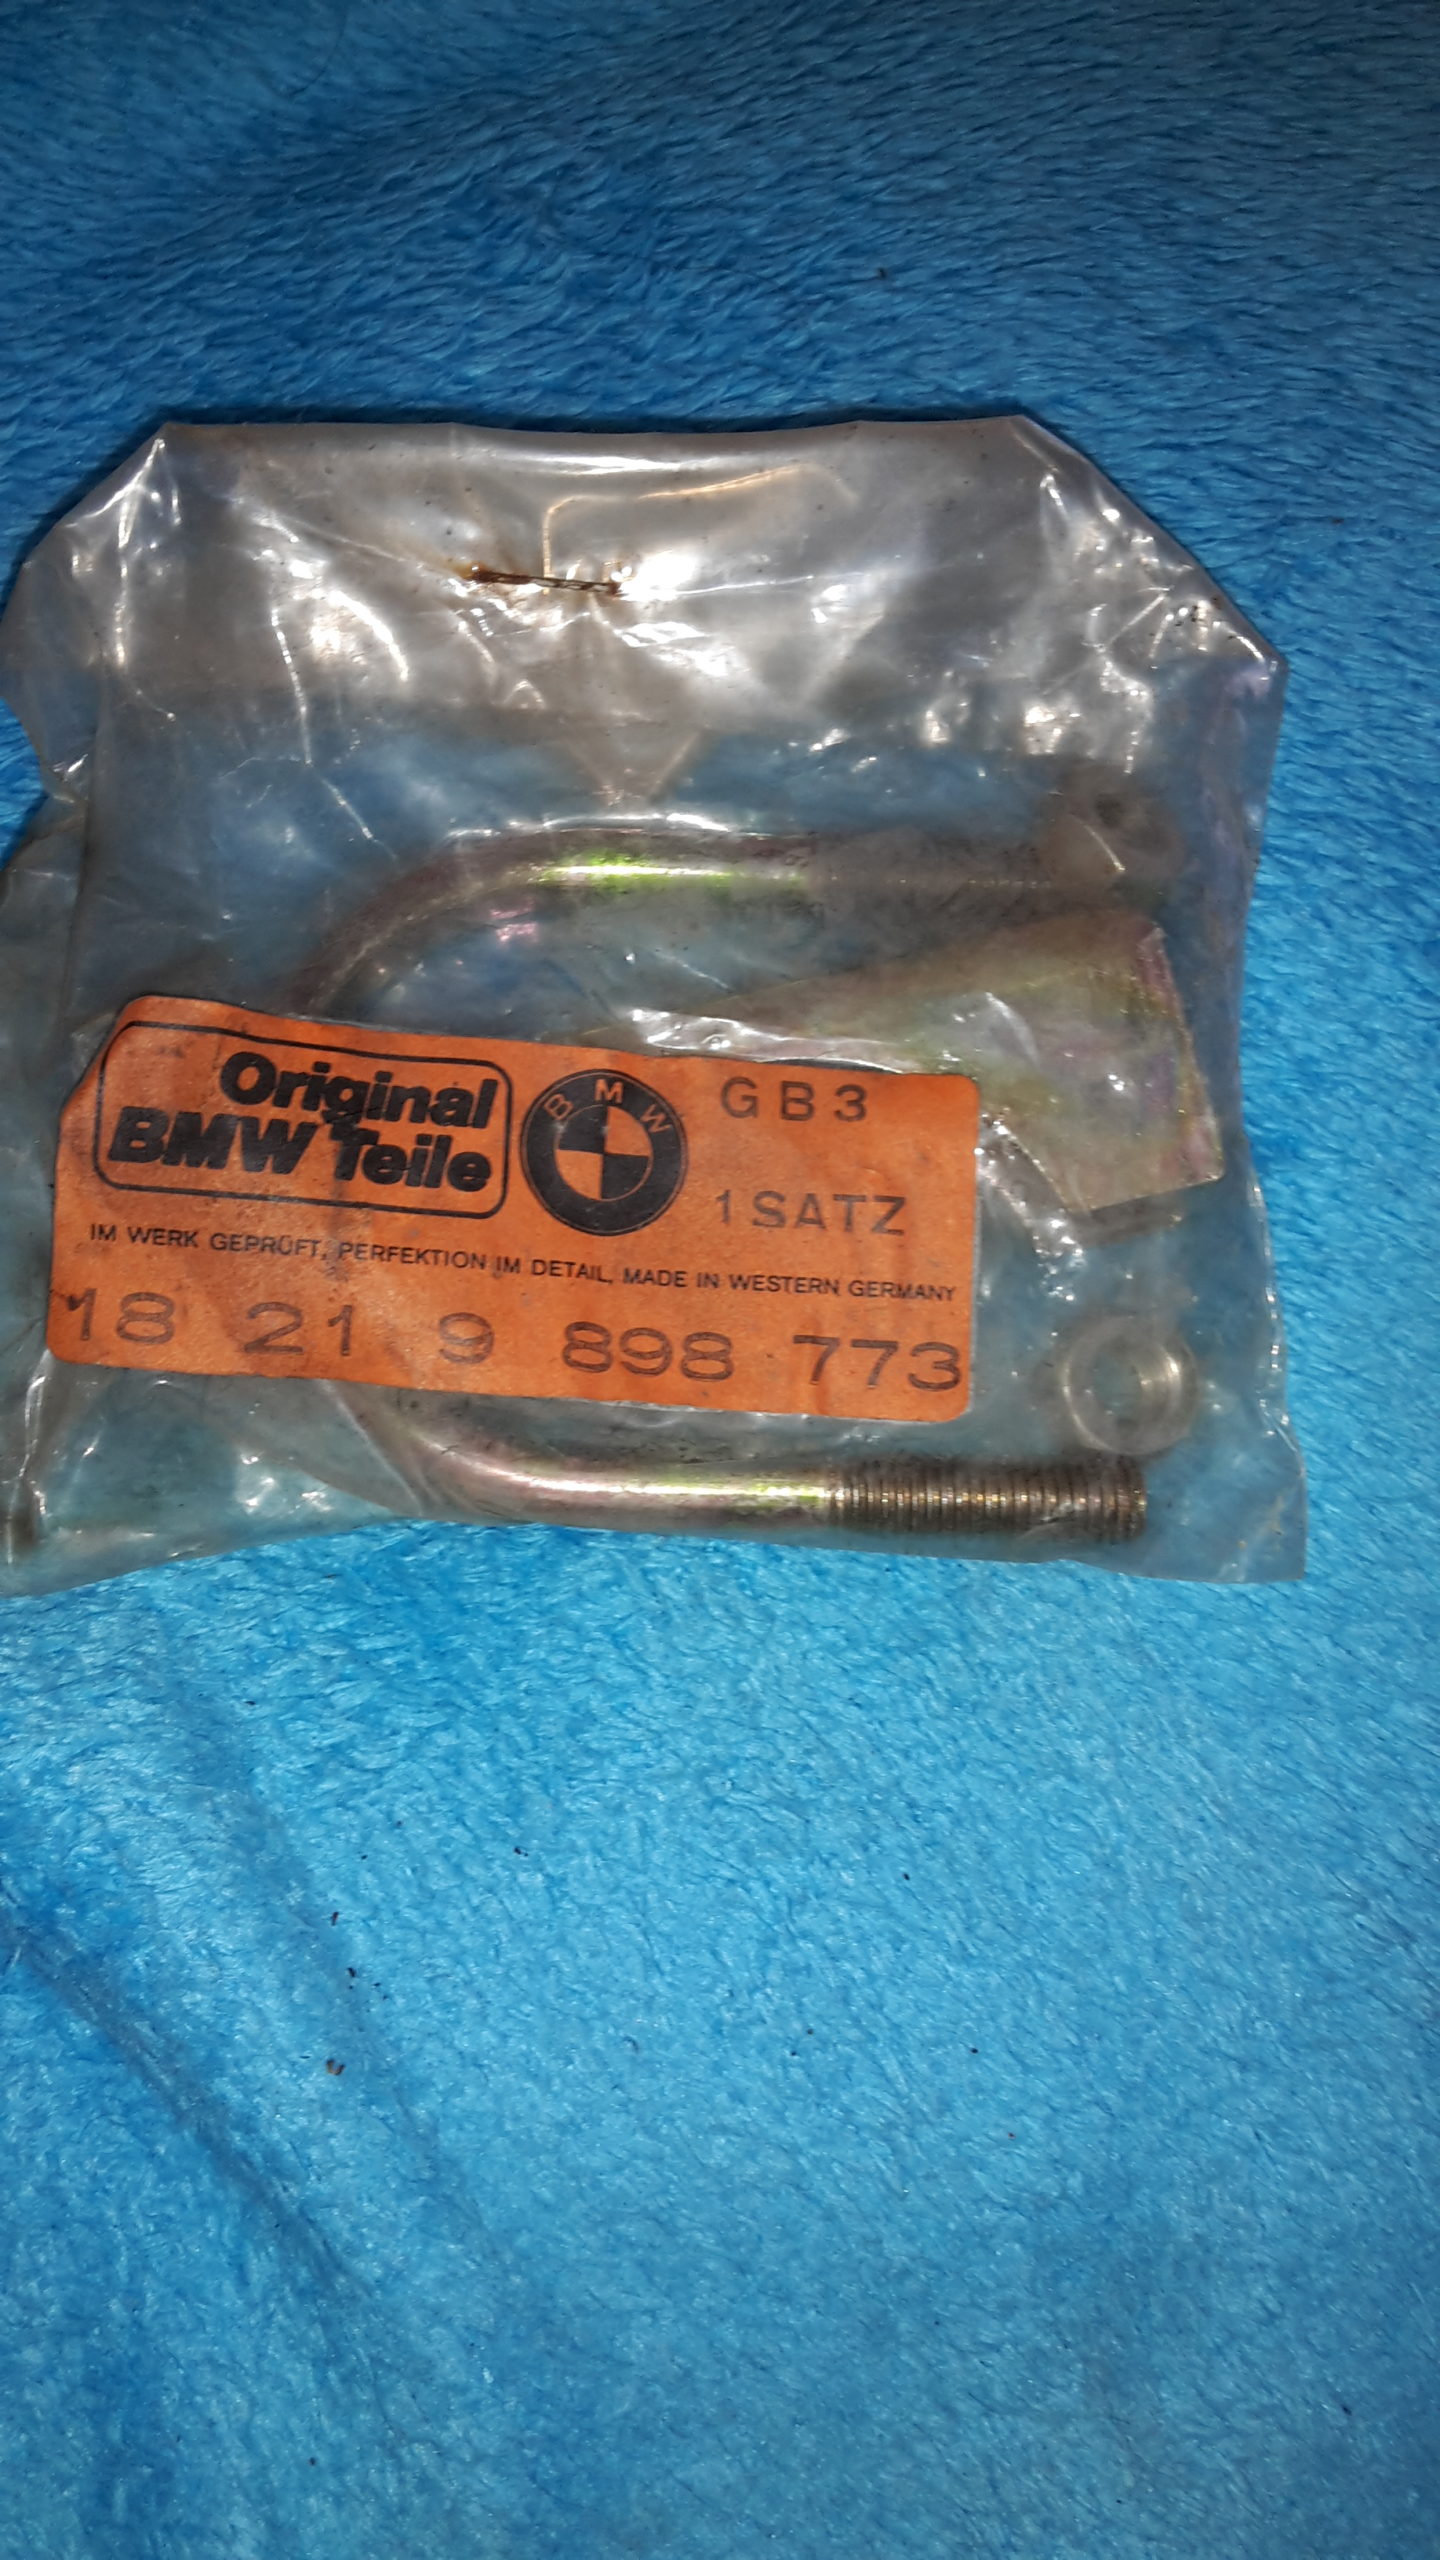 Original
BMW Teile
BMW
GB3
1 SATZ
IM WERK GEPRÜFT, PERFEKTION IM DETAIL, MADE IN WESTERN GERMANY
18 21 9 898 773